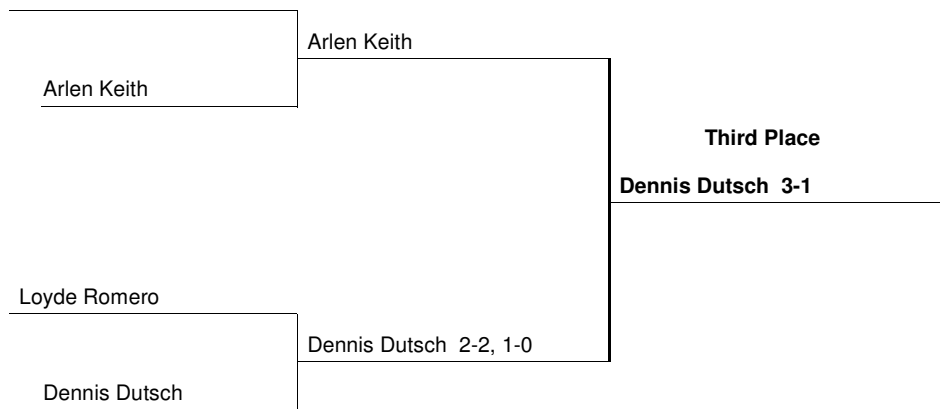 Arlen Keith
Arlen Keith
Third Place
Dennis Dutsch 3-1
Loyde Romero
Dennis Dutsch 2-2, 1-0
Dennis Dutsch